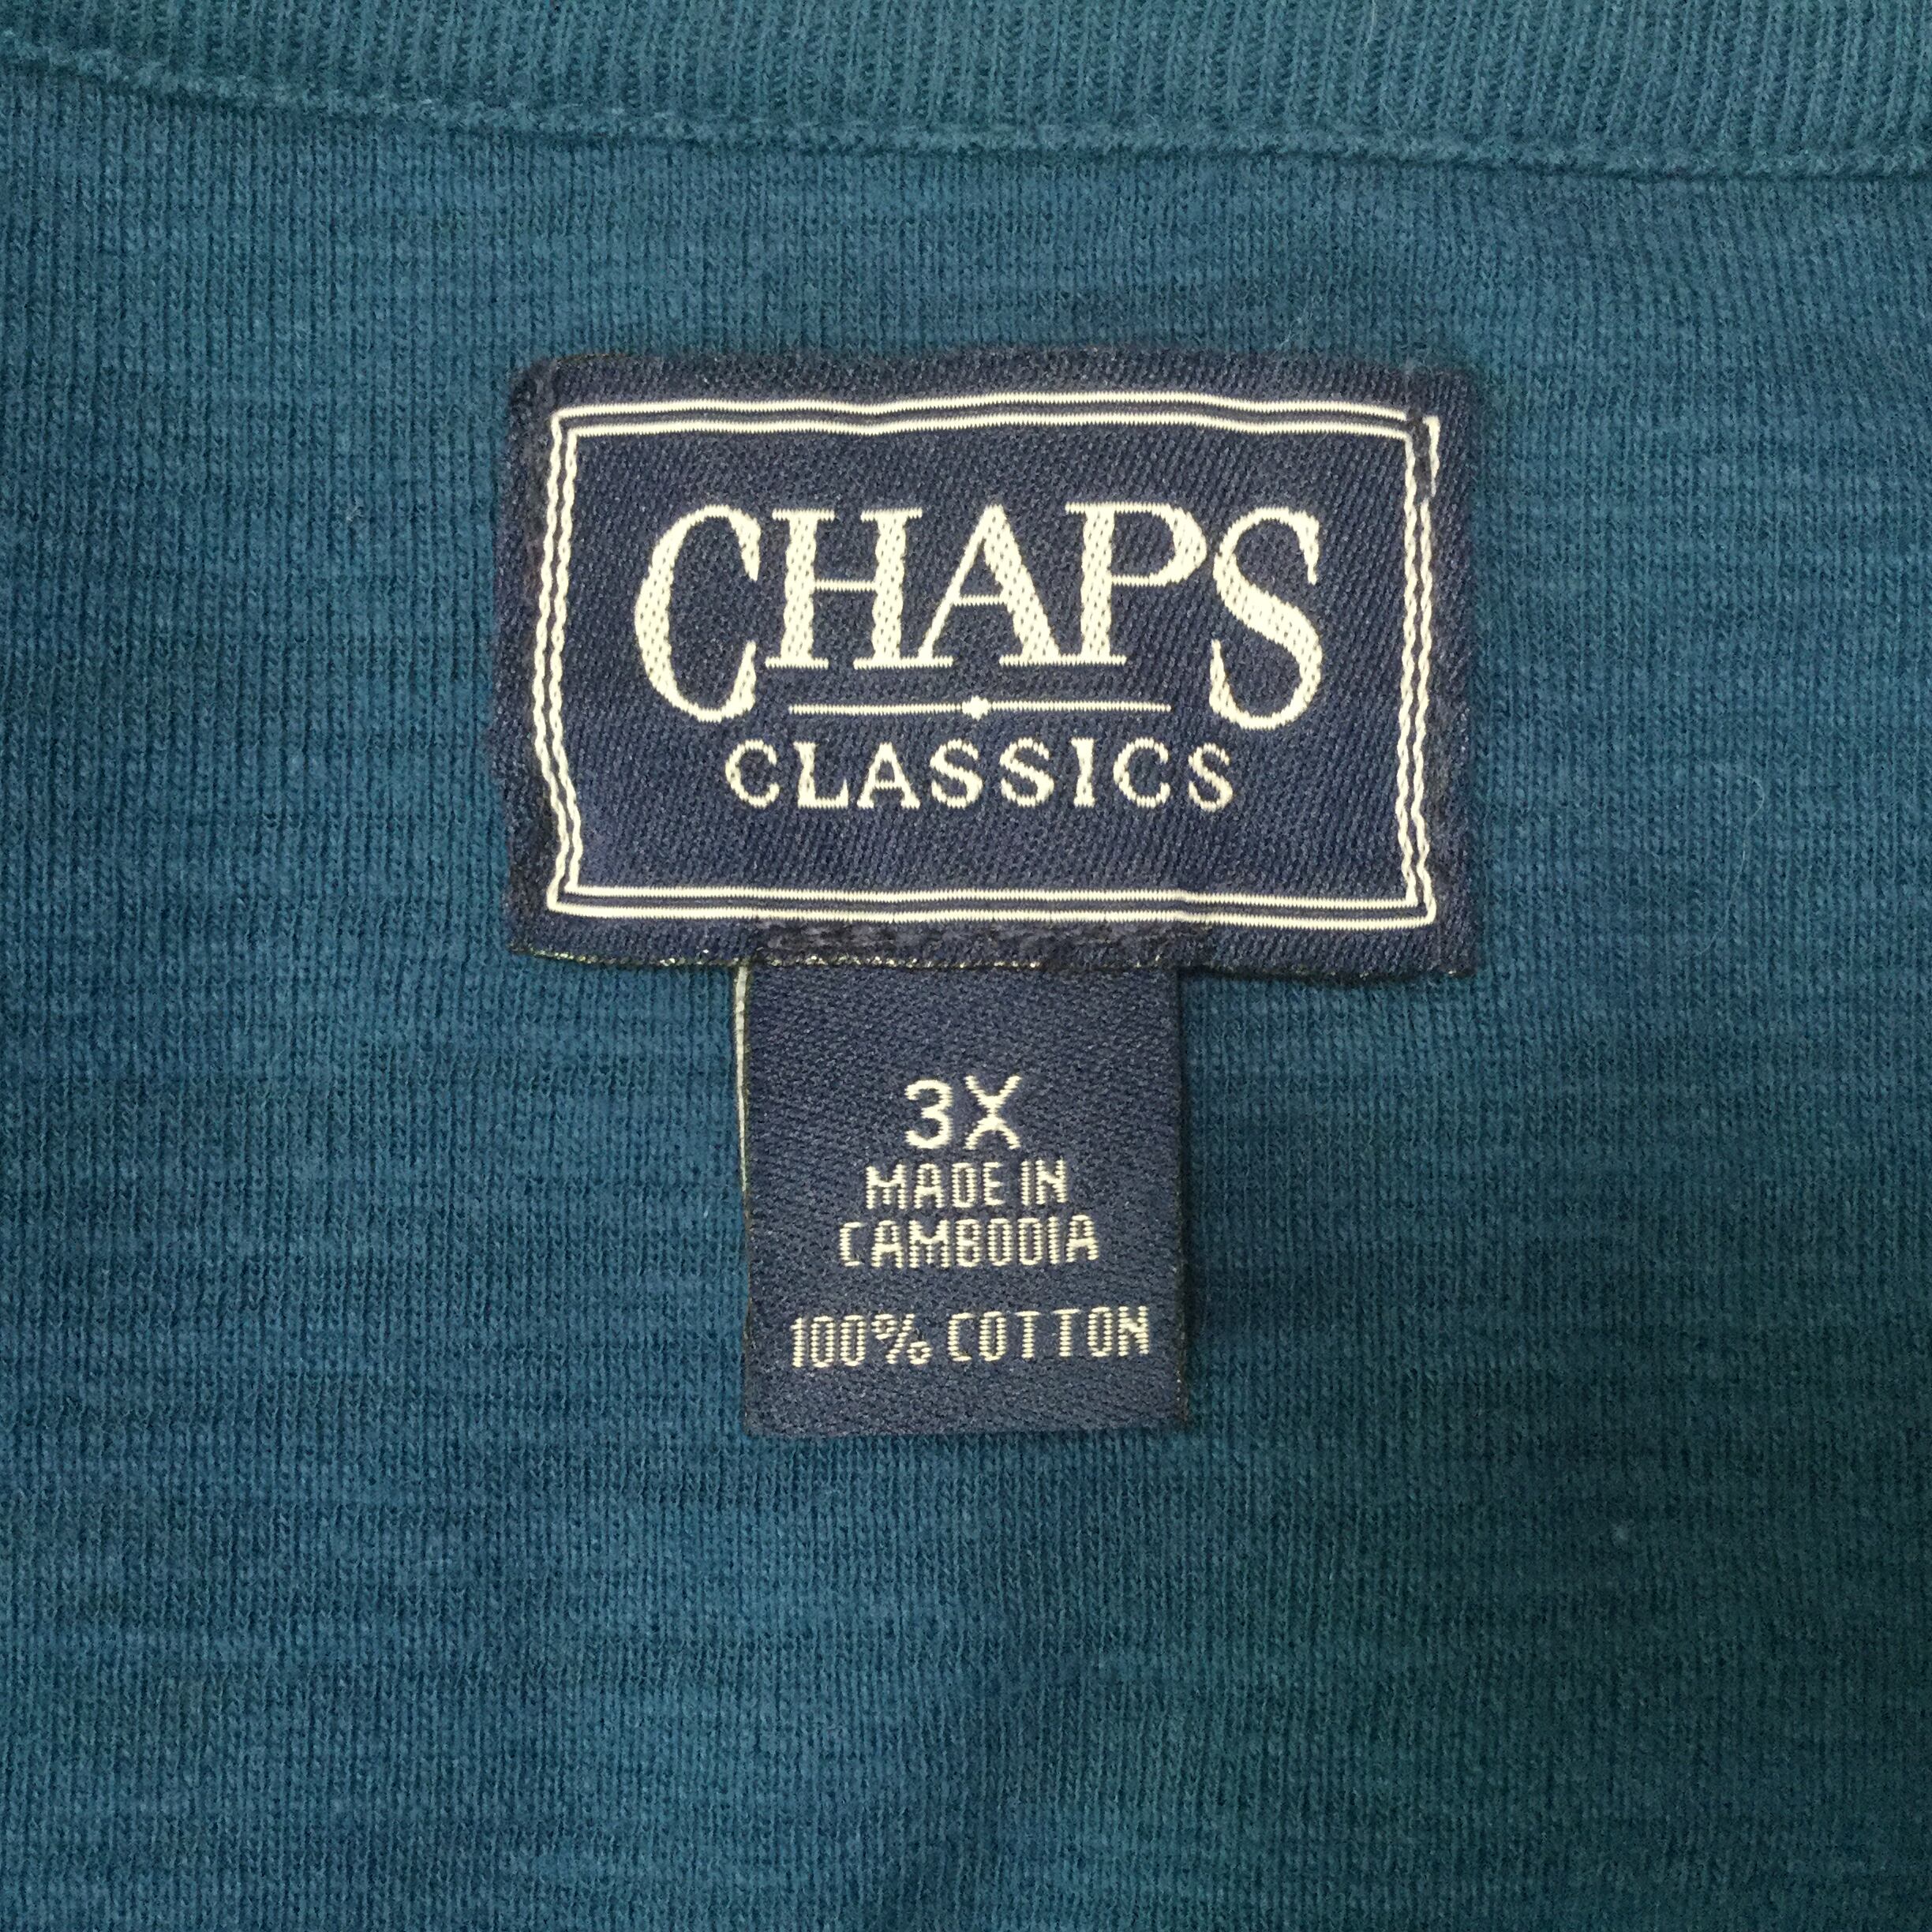 CHAPS
CLASSICS
3X
MADE IN
CAMBODIA
100% COTTON